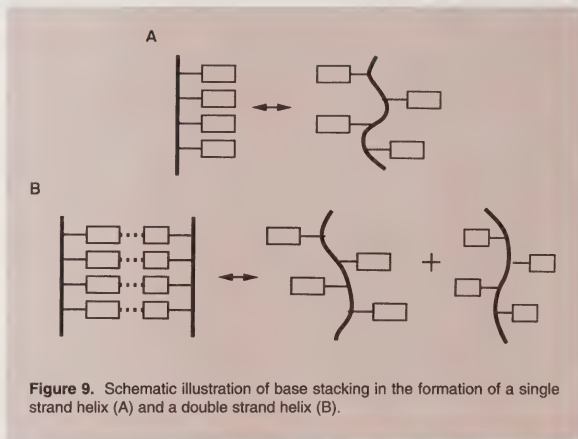 A
B
+
Figure 9. Schematic illustration of base stacking in the formation of a single
strand helix (A) and a double strand helix (B).